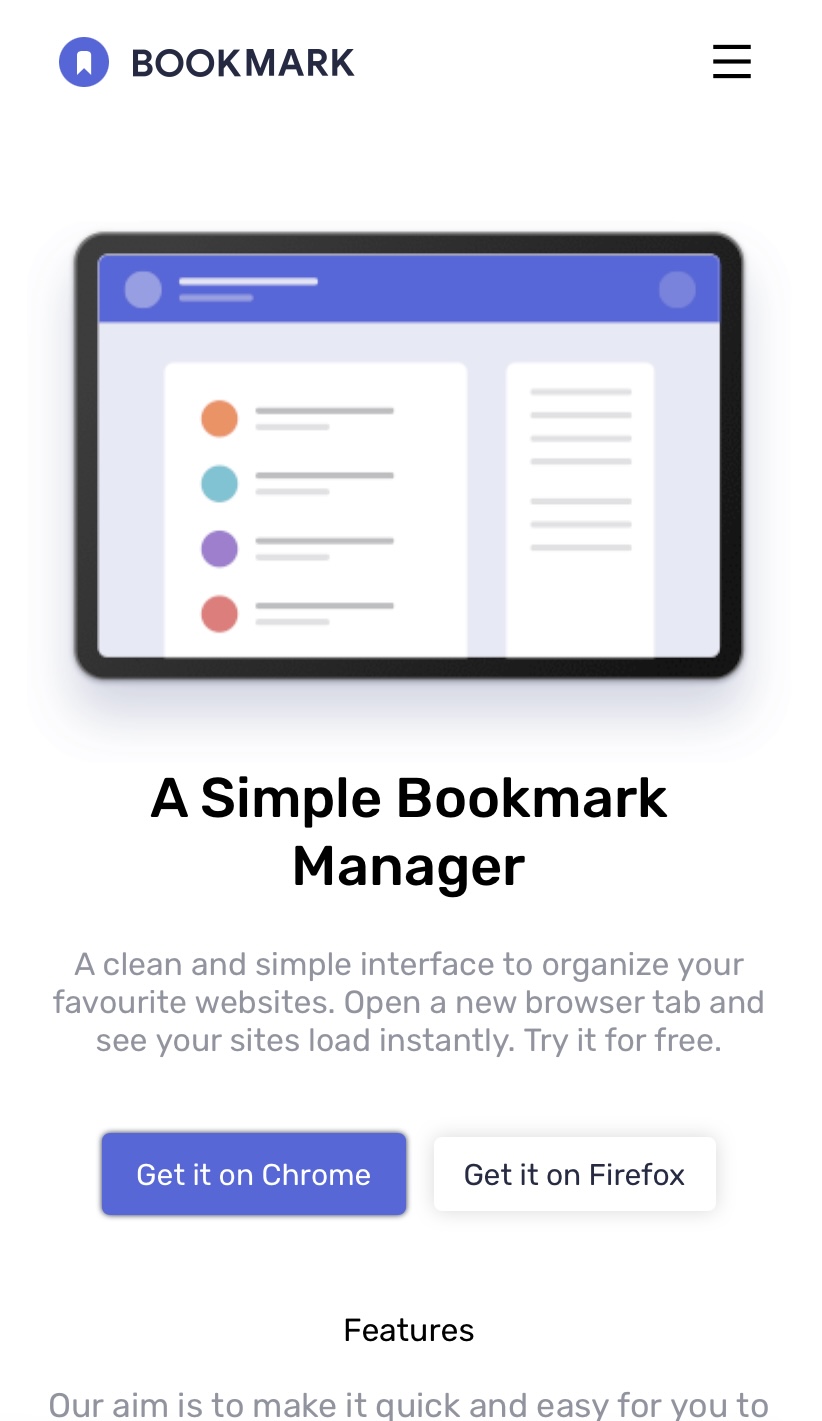 BOOKMARK
A Simple Bookmark
Manager
A clean and simple interface to organize your
favourite websites. Open a new browser tab and
see your sites load instantly. Try it for free.
Get it on Chrome
Get it on Firefox
Features
Our aim is to make it quick and easy for you to